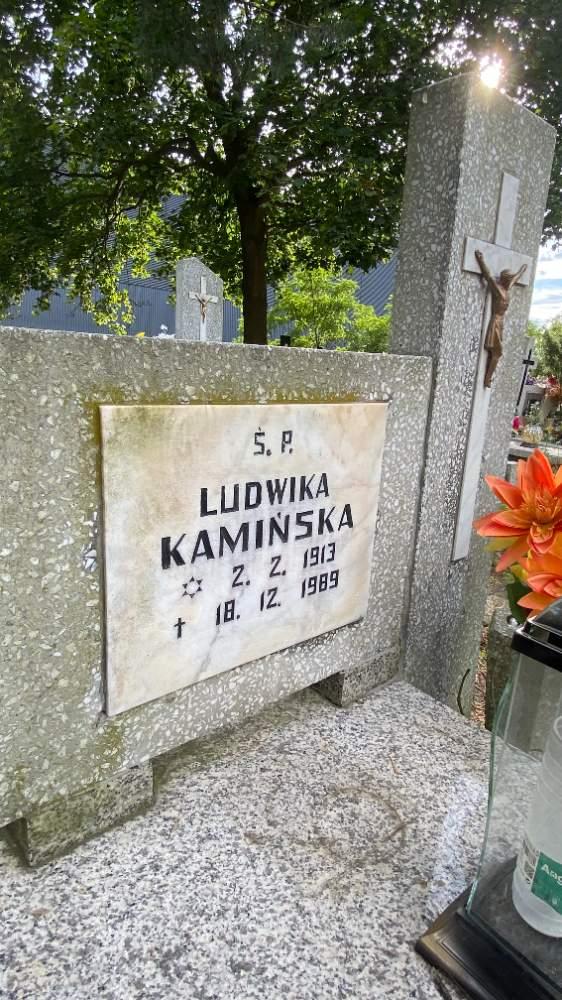 Ś. P.
LUDWIKA
KAMIŃSKA
✡ 2. 2. 1913
✝ 18. 12. 1989